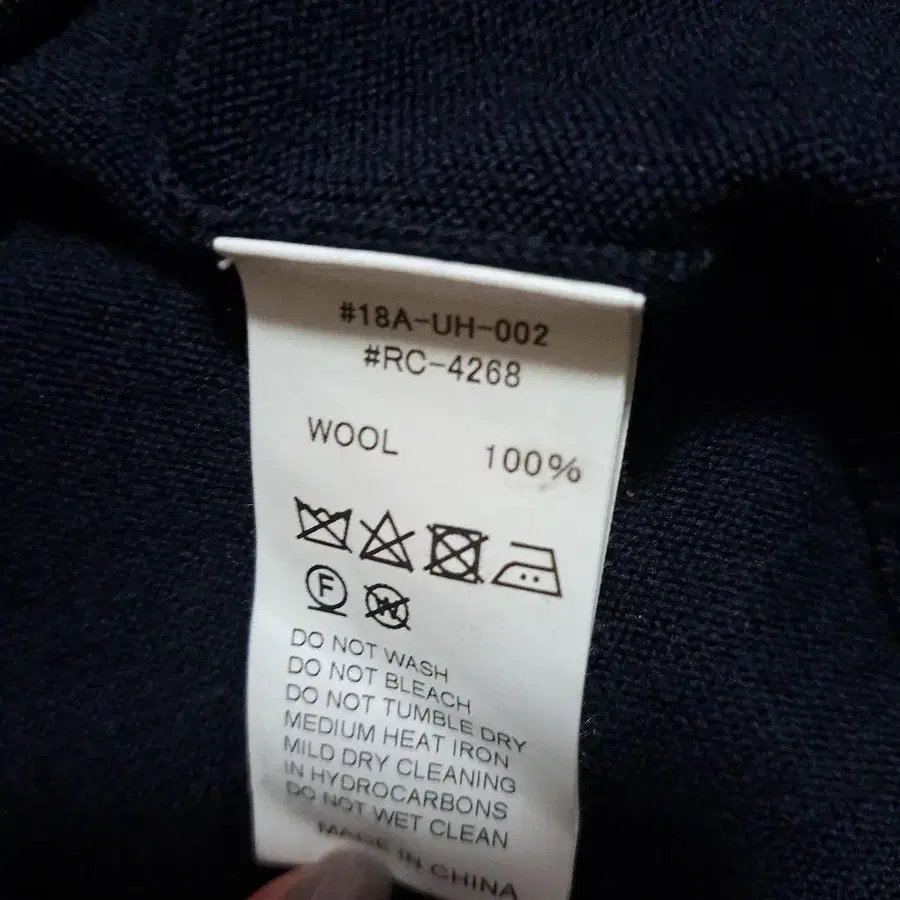 #18A-UH-002
#RC-4268
WOOL 100%
F
W
DO NOT WASH
DO NOT BLEACH
DO NOT TUMBLE DRY
MEDIUM HEAT IRON
MILD DRY CLEANING
IN HYDROCARBONS
DO NOT WET CLEAN
MADE IN CHINA